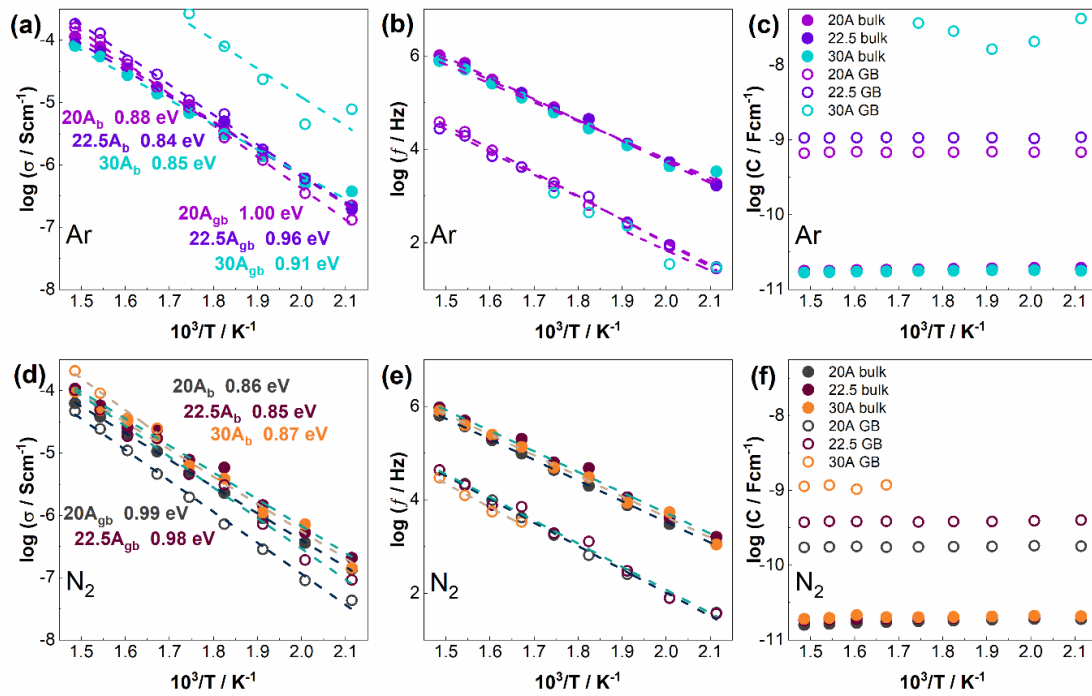 (a)
log (σ / Scm⁻¹)
-4
-5
-6
-7
-8
20A_b 0.88 eV
22.5A_b 0.84 eV
30A_b 0.85 eV
20A_gb 1.00 eV
22.5A_gb 0.96 eV
30A_gb 0.91 eV
Ar
1.5 1.6 1.7 1.8 1.9 2.0 2.1
10³/T / K⁻¹
(b)
log (f / Hz)
6
4
2
Ar
1.5 1.6 1.7 1.8 1.9 2.0 2.1
10³/T / K⁻¹
(c)
log (C / Fcm⁻¹)
-8
-9
-10
-11
20A bulk
22.5 bulk
30A bulk
20A GB
22.5 GB
30A GB
1.5 1.6 1.7 1.8 1.9 2.0 2.1
10³/T / K⁻¹
(d)
log (σ / Scm⁻¹)
-4
-5
-6
-7
-8
20A_b 0.86 eV
22.5A_b 0.85 eV
30A_b 0.87 eV
20A_gb 0.99 eV
22.5A_gb 0.98 eV
N₂
1.5 1.6 1.7 1.8 1.9 2.0 2.1
10³/T / K⁻¹
(e)
log (f / Hz)
6
4
2
N₂
1.5 1.6 1.7 1.8 1.9 2.0 2.1
10³/T / K⁻¹
(f)
log (C / Fcm⁻¹)
-8
-9
-10
-11
20A bulk
22.5 bulk
30A bulk
20A GB
22.5 GB
30A GB
1.5 1.6 1.7 1.8 1.9 2.0 2.1
10³/T / K⁻¹